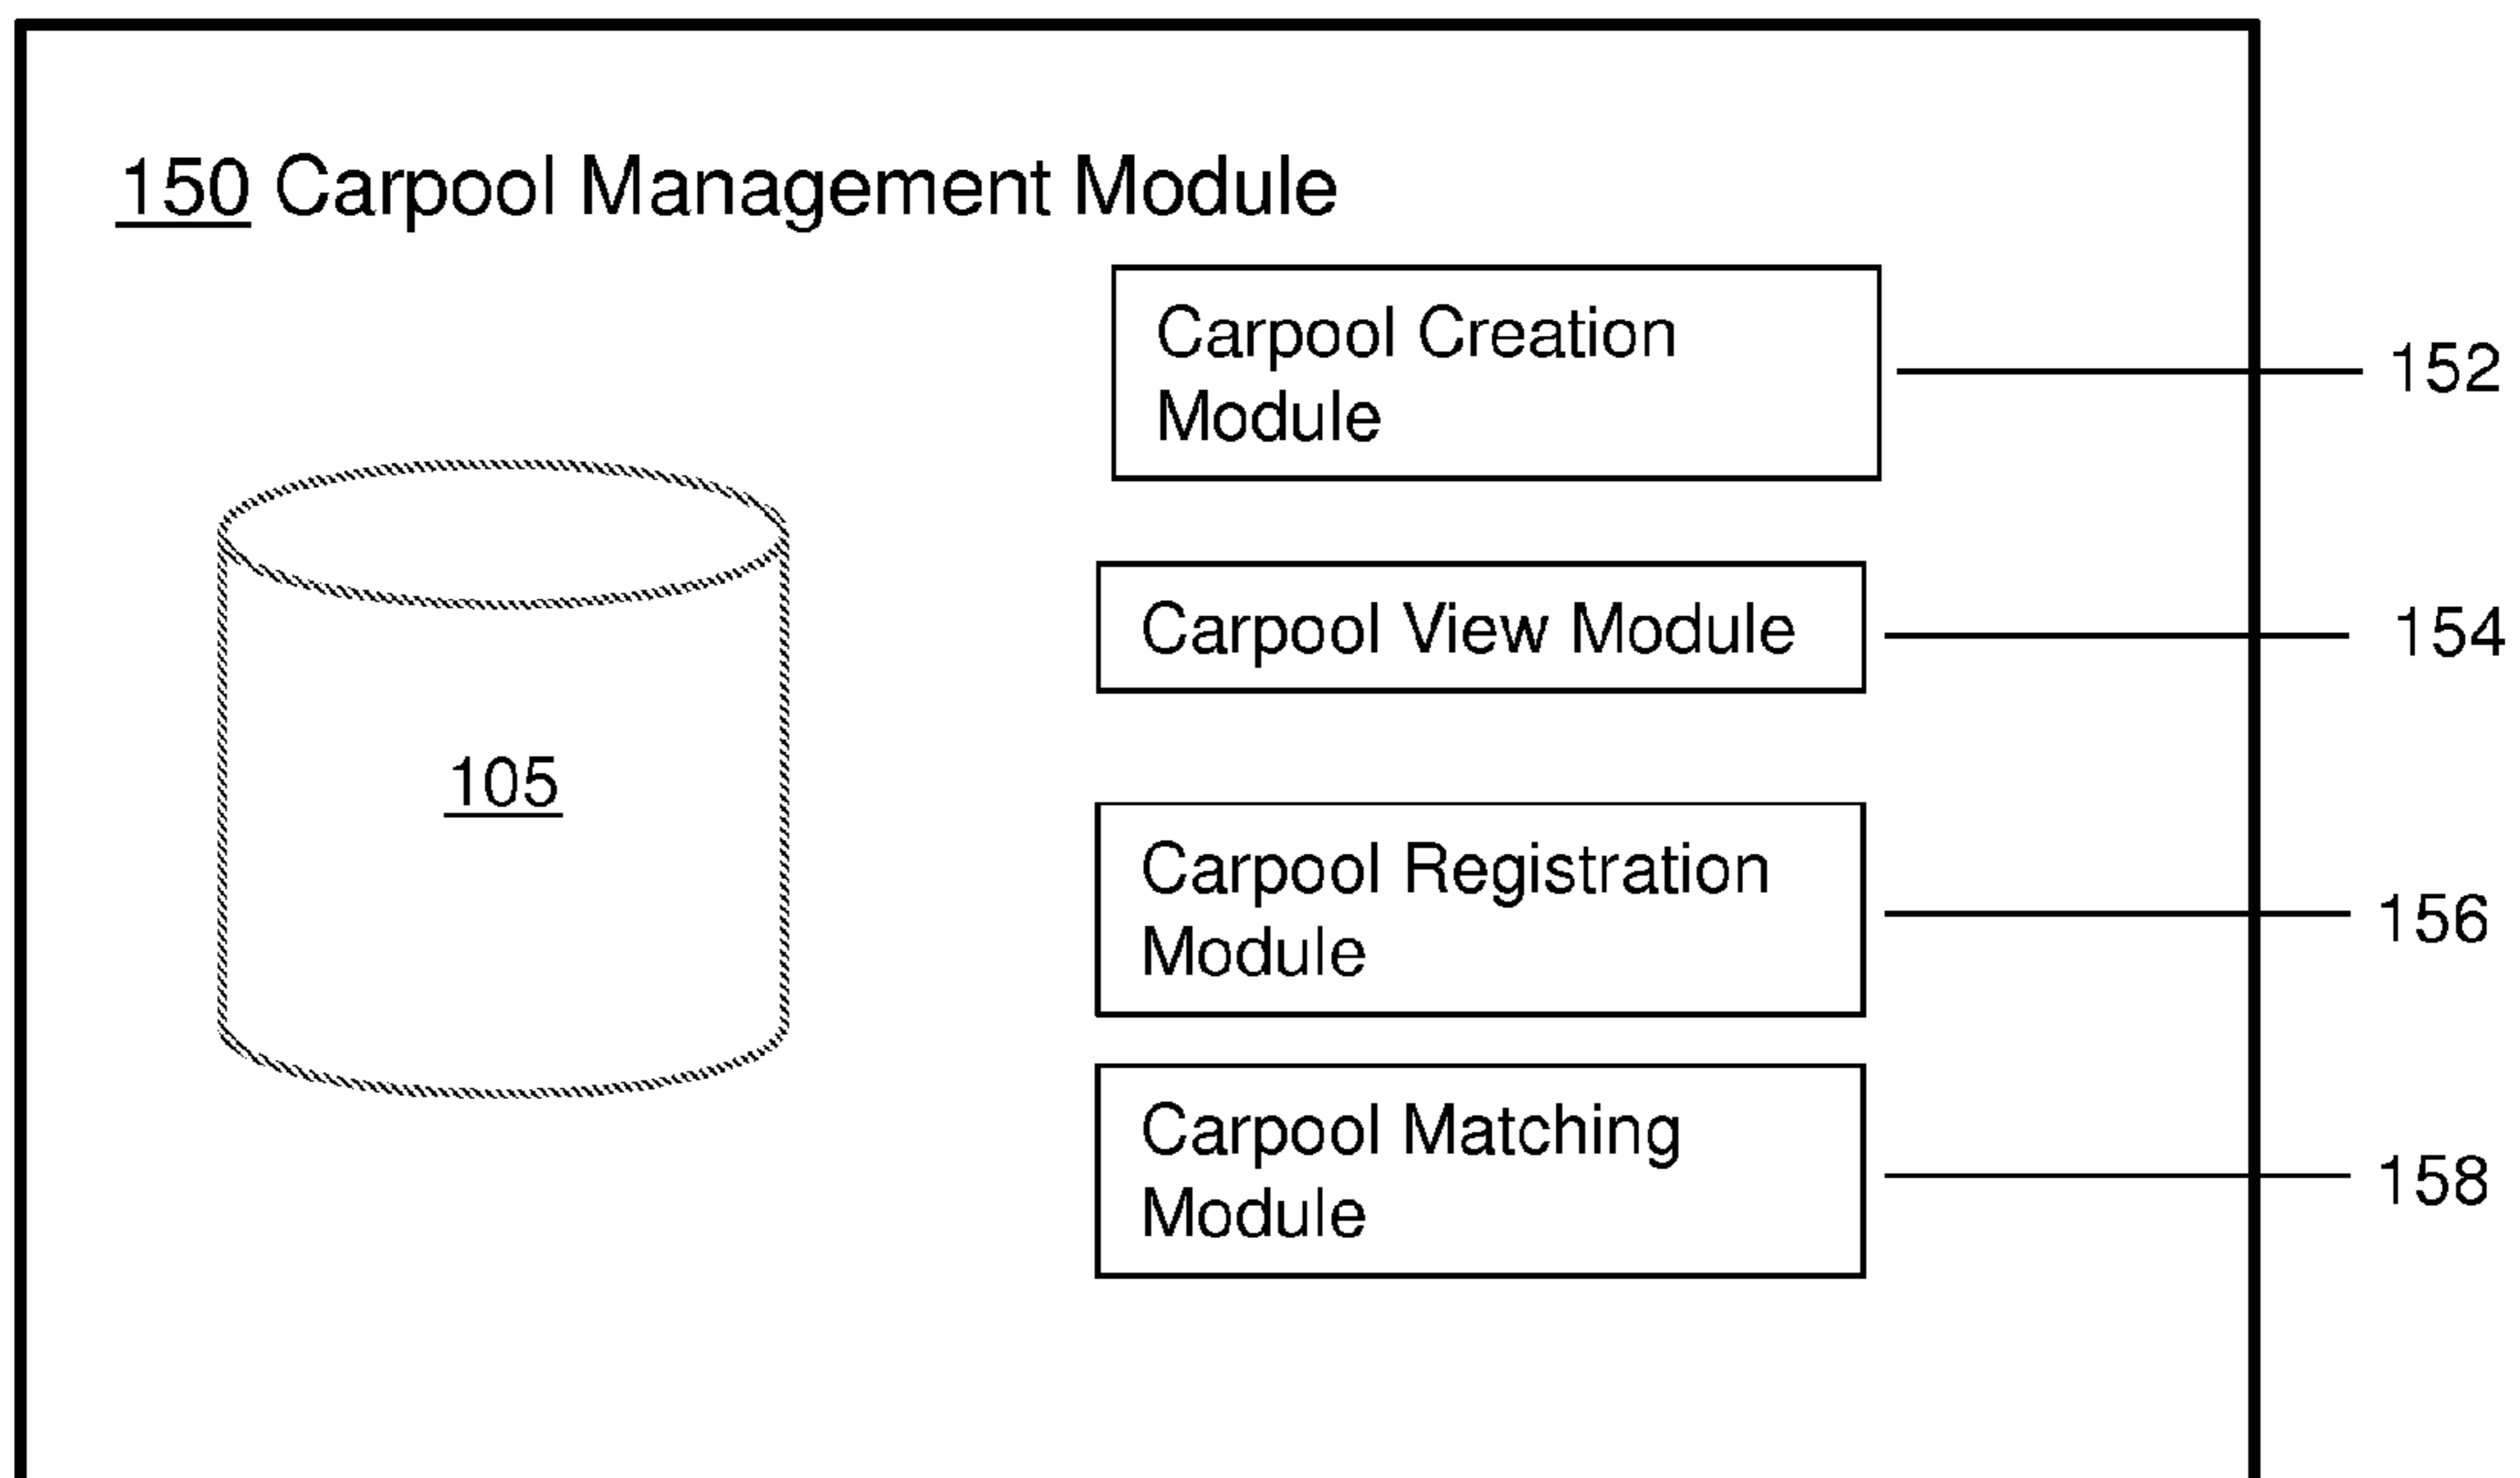 150 Carpool Management Module
Carpool Creation
Module
152
Carpool View Module
154
105
Carpool Registration
Module
156
Carpool Matching
Module
158